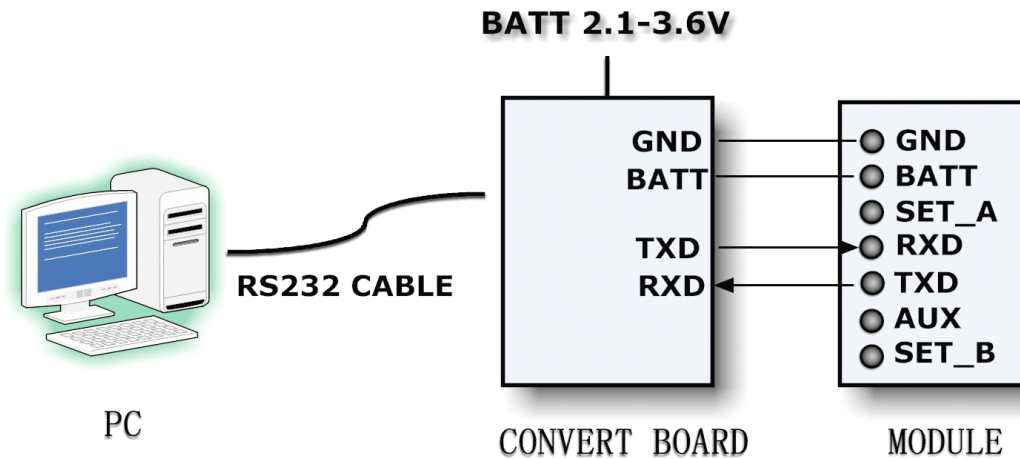 BATT 2.1-3.6V
GND
BATT
TXD
RXD
GND
BATT
SET_A
RXD
TXD
AUX
SET_B
RS232 CABLE
PC
CONVERT BOARD
MODULE